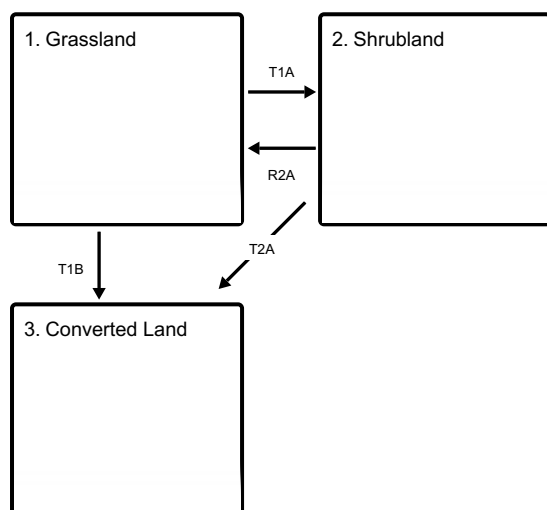 1. Grassland
2. Shrubland
T1A
R2A
T1B
T2A
3. Converted Land